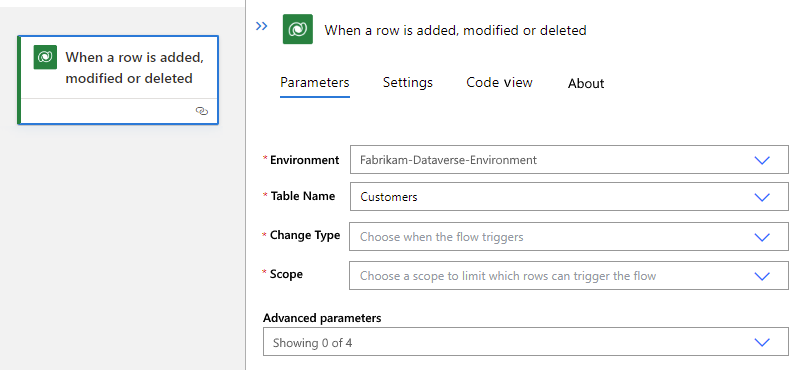 When a row is added,
modified or deleted
When a row is added, modified or deleted
Parameters Settings Code view About
* Environment Fabrikam-Dataverse-Environment
* Table Name Customers
* Change Type Choose when the flow triggers
* Scope Choose a scope to limit which rows can trigger the flow
Advanced parameters
Showing 0 of 4